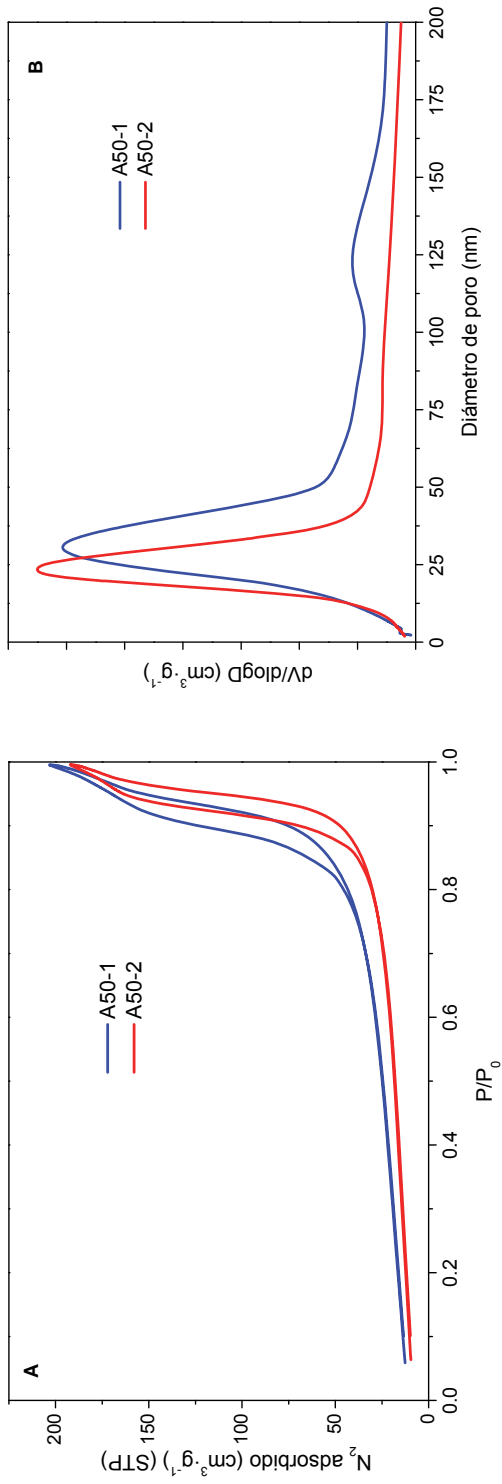 A
A50-1
A50-2
N2 adsorbido (cm3·g-1) (STP)
200
150
100
50
0
0.0 0.2 0.4 0.6 0.8 1.0
P/P0
B
A50-1
A50-2
dV/dlogD (cm3·g-1)
0 25 50 75 100 125 150 175 200
Diámetro de poro (nm)